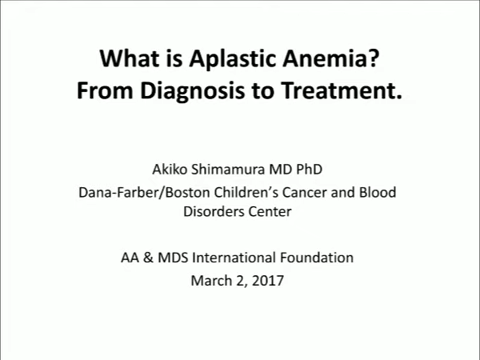 What is Aplastic Anemia?
From Diagnosis to Treatment.
Akiko Shimamura MD PhD
Dana-Farber/Boston Children's Cancer and Blood
Disorders Center
AA & MDS International Foundation
March 2, 2017